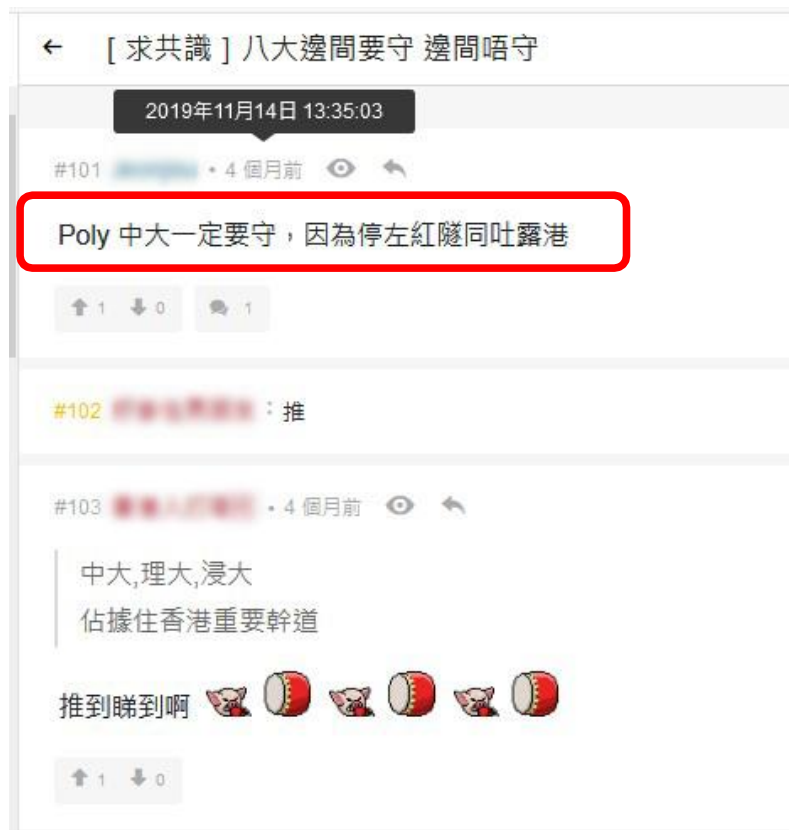 ← [ 求共識 ] 八大邊間要守 邊間唔守
2019年11月14日 13:35:03
#101 • 4 個月前
Poly 中大一定要守，因為停左紅隧同吐露港
1 0 1
#102 ：推
#103 • 4 個月前
中大,理大,浸大
佔據住香港重要幹道
推到睇到啊
1 0